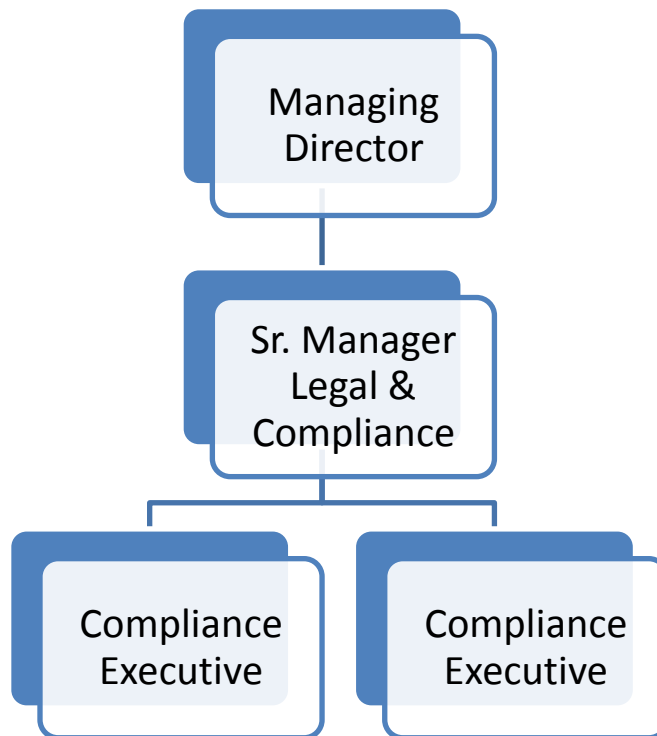 Managing
Director
Sr. Manager
Legal &
Compliance
Compliance
Executive
Compliance
Executive